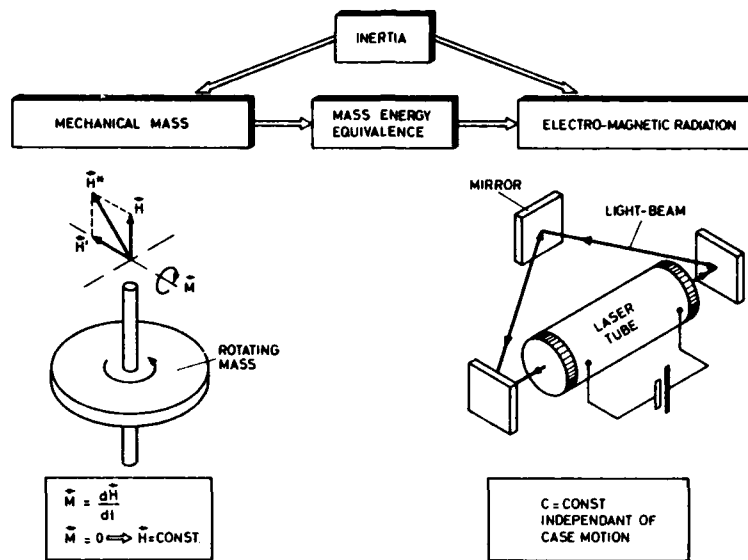 INERTIA
MECHANICAL MASS
MASS ENERGY
EQUIVALENCE
ELECTRO-MAGNETIC RADIATION
H*
H
H'
M
ROTATING
MASS
MIRROR
LIGHT-BEAM
LASER
TUBE
M = dH/dt
M = 0 ⟹ H = CONST.
C = CONST
INDEPENDANT OF
CASE MOTION